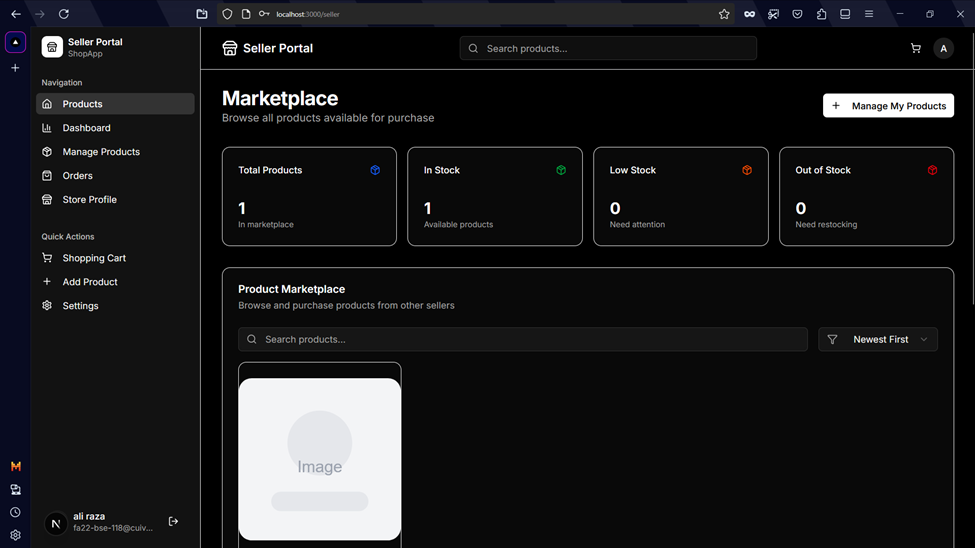 localhost:3000/seller
Seller Portal
ShopApp
Navigation
Products
Dashboard
Manage Products
Orders
Store Profile
Quick Actions
Shopping Cart
Add Product
Settings
N
ali raza
fa22-bse-118@cuiv...
Seller Portal
Search products...
A
Marketplace
Browse all products available for purchase
Manage My Products
Total Products
1
In marketplace
In Stock
1
Available products
Low Stock
0
Need attention
Out of Stock
0
Need restocking
Product Marketplace
Browse and purchase products from other sellers
Search products...
Newest First
Image